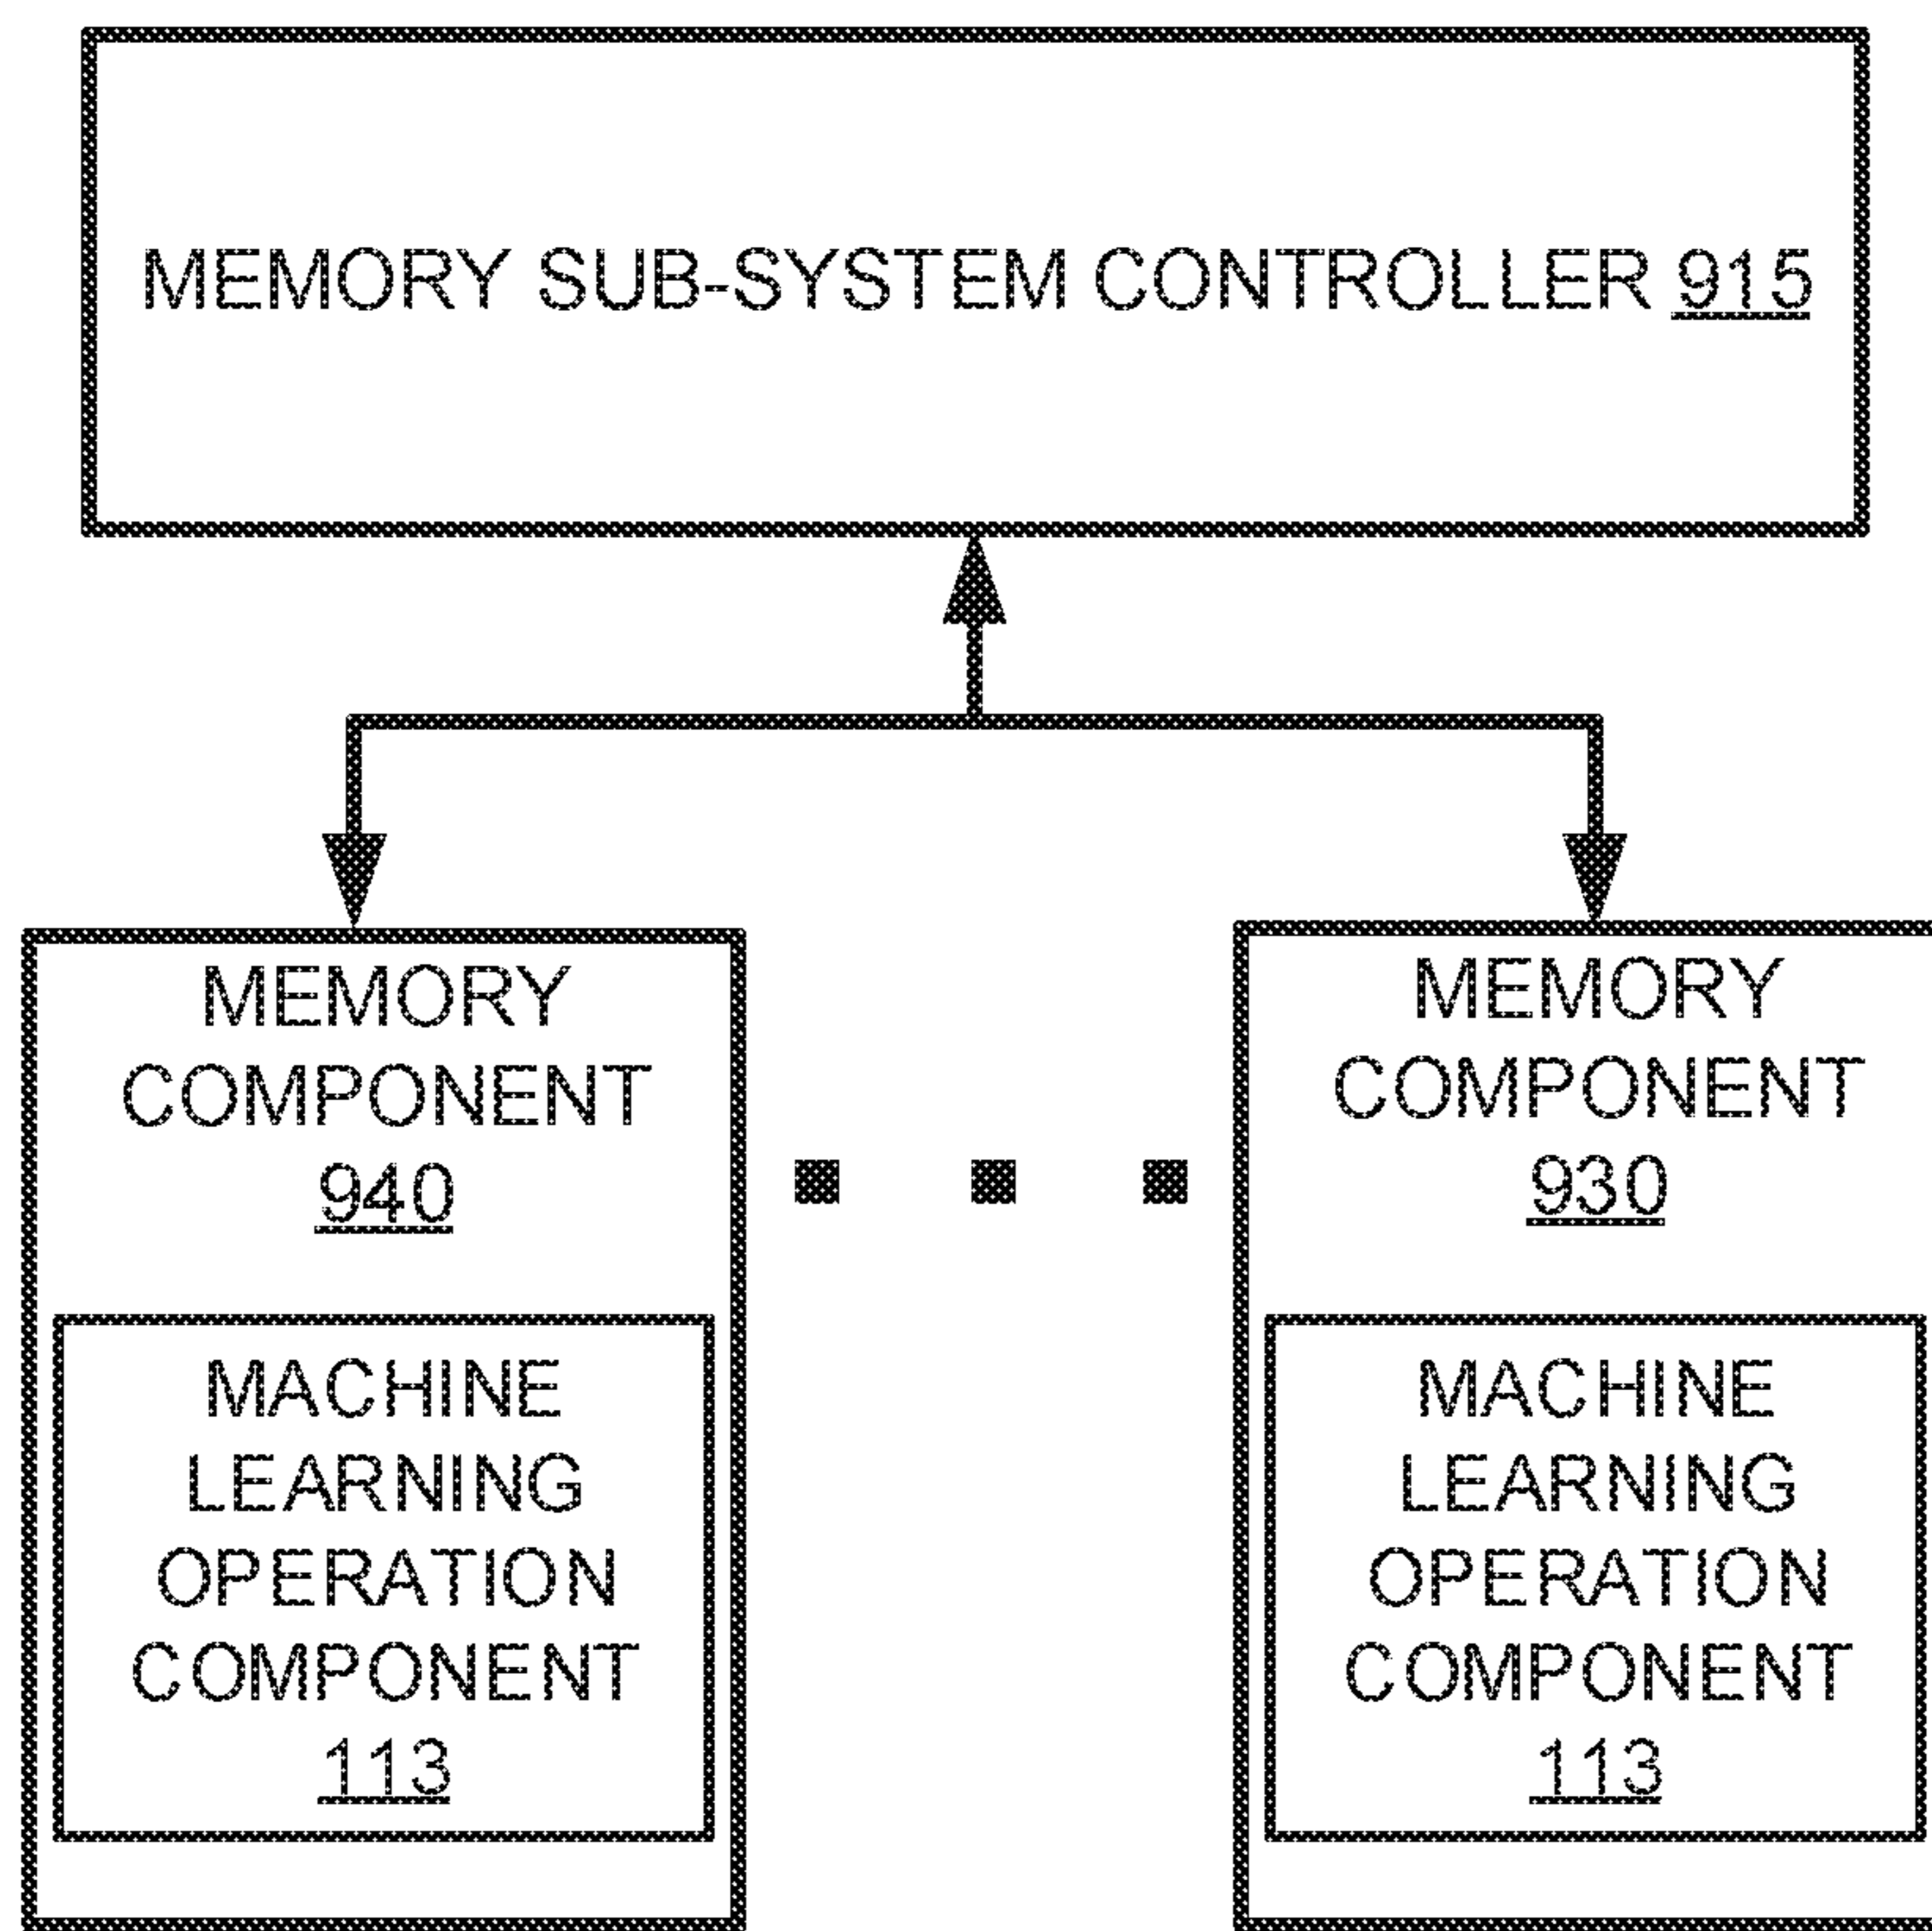 MEMORY SUB-SYSTEM CONTROLLER 915
MEMORY
COMPONENT
940
MACHINE
LEARNING
OPERATION
COMPONENT
113
MEMORY
COMPONENT
930
MACHINE
LEARNING
OPERATION
COMPONENT
113